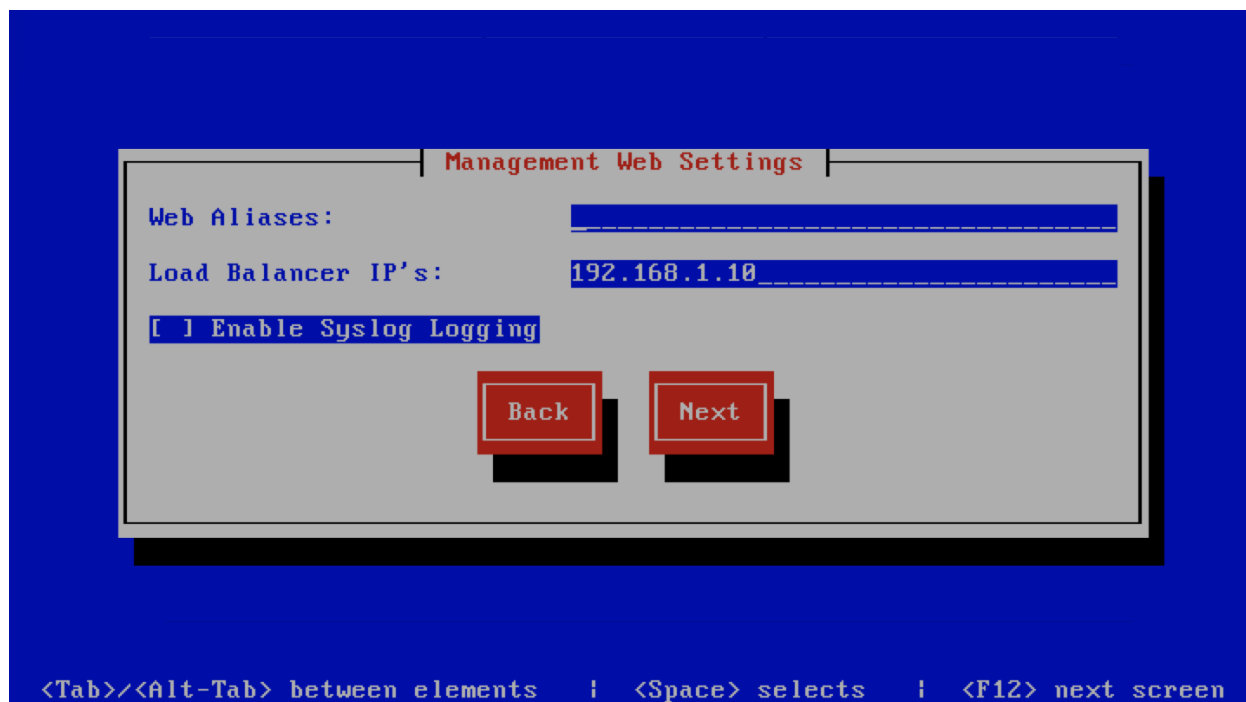 Management Web Settings
Web Aliases:
Load Balancer IP's: 192.168.1.10
[ ] Enable Syslog Logging
Back Next
<Tab>/<Alt-Tab> between elements | <Space> selects | <F12> next screen